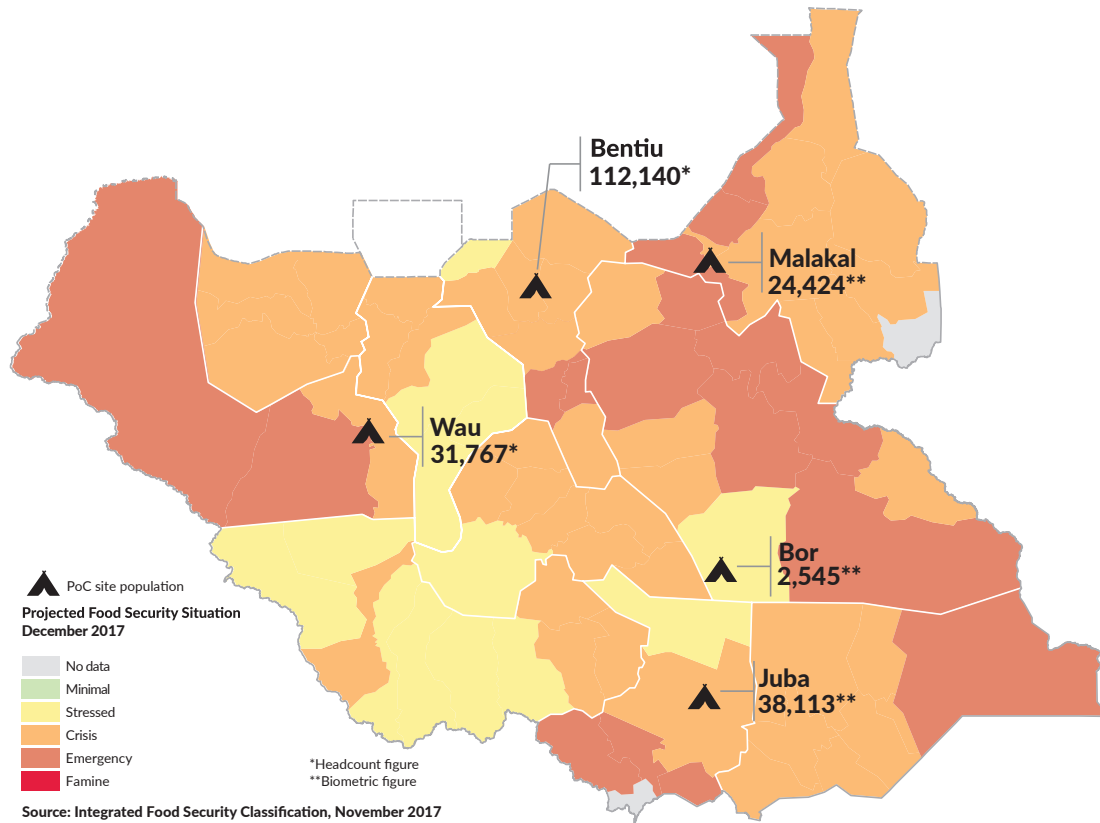 Bentiu
112,140*
Malakal
24,424**
Wau
31,767*
Bor
2,545**
Juba
38,113**
PoC site population
Projected Food Security Situation
December 2017
No data
Minimal
Stressed
Crisis
Emergency
Famine
*Headcount figure
**Biometric figure
Source: Integrated Food Security Classification, November 2017